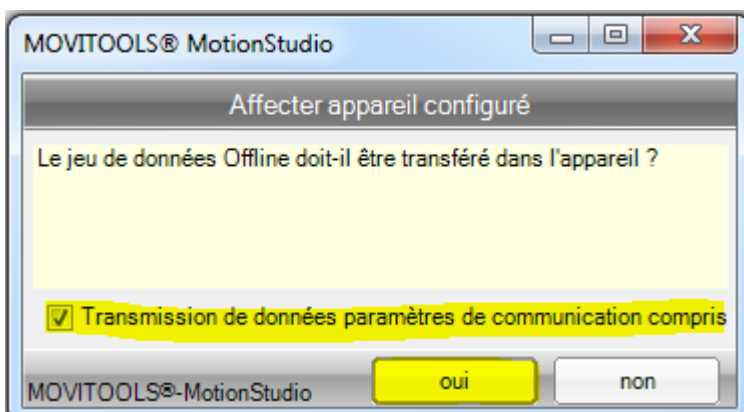 MOVITOOLS® MotionStudio
Affecter appareil configuré
Le jeu de données Offline doit-il être transféré dans l'appareil ?
Transmission de données paramètres de communication compris
MOVITOOLS®-MotionStudio
oui
non